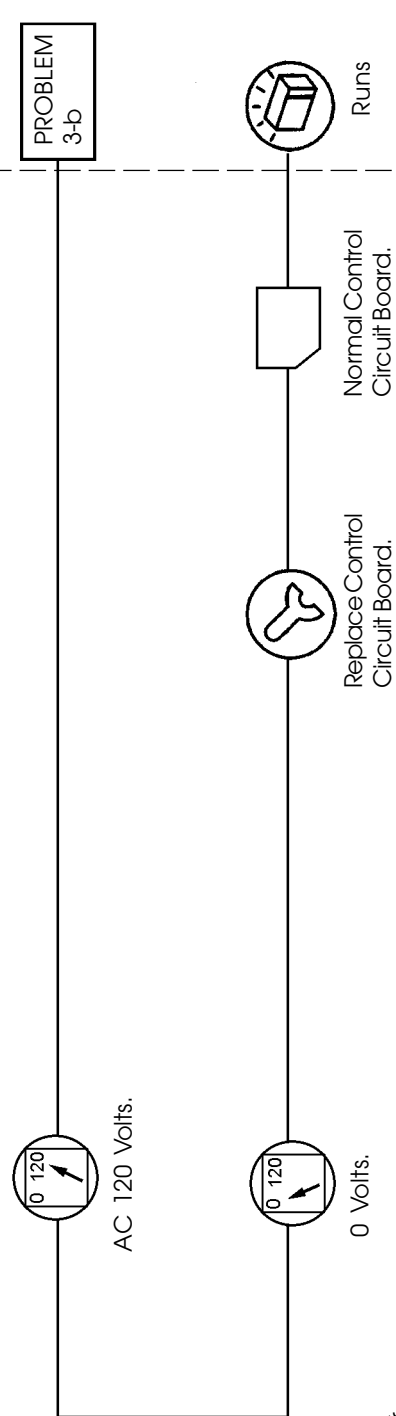 0 120
AC 120 Volts.
PROBLEM
3-b
0 120
0 Volts.
Replace Control
Circuit Board.
Normal Control
Circuit Board.
Runs